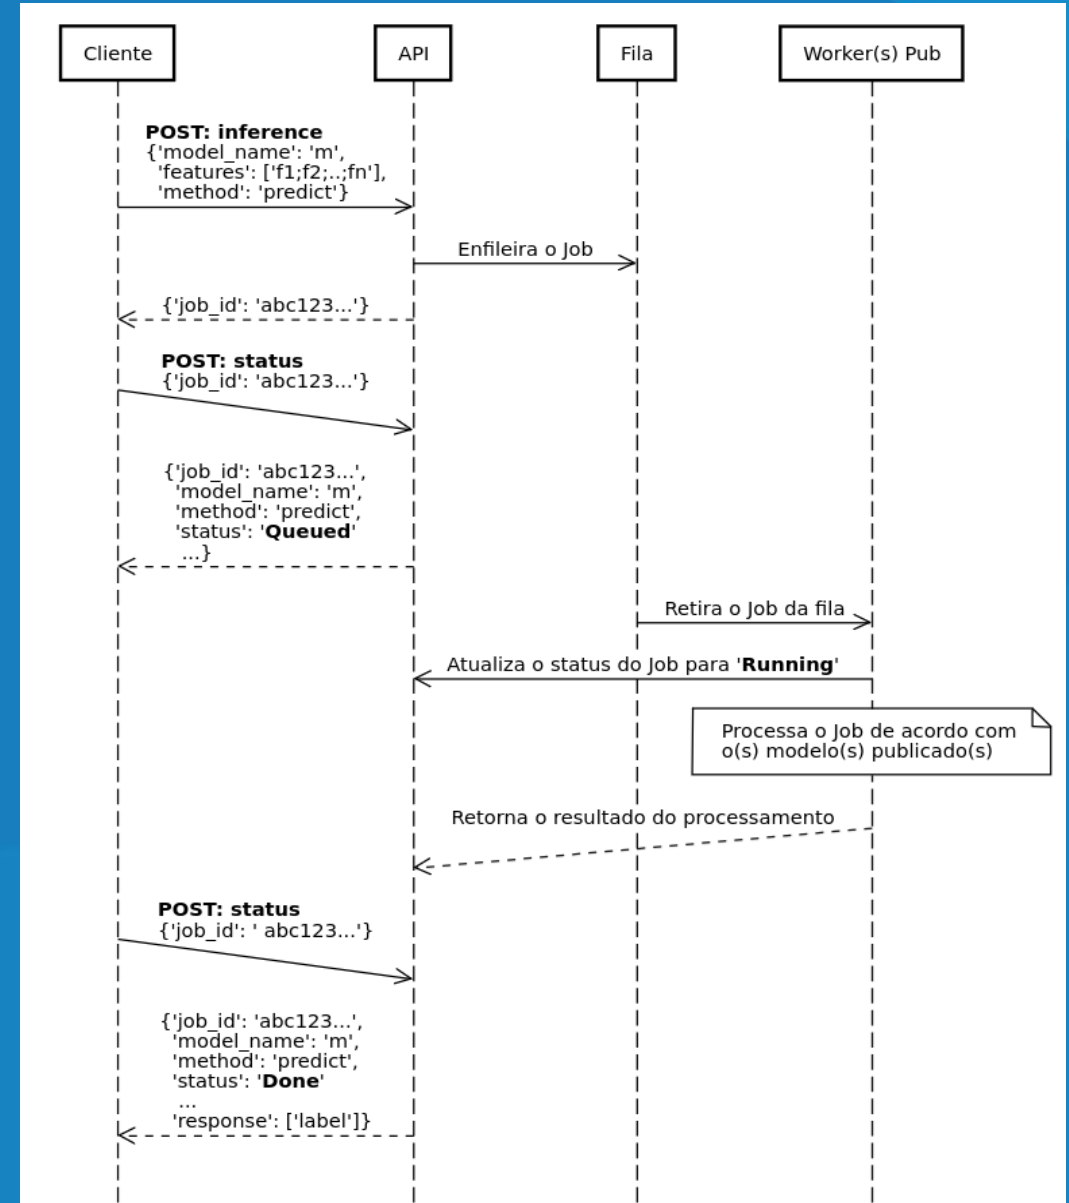 Cliente
API
Fila
Worker(s) Pub
POST: inference
{'model_name': 'm',
'features': ['f1;f2;..;fn'],
'method': 'predict'}
Enfileira o Job
{'job_id': 'abc123...'}
POST: status
{'job_id': 'abc123...'}
{'job_id': 'abc123...',
'model_name': 'm',
'method': 'predict',
'status': 'Queued'
...}
Retira o Job da fila
Atualiza o status do Job para 'Running'
Processa o Job de acordo com
o(s) modelo(s) publicado(s)
Retorna o resultado do processamento
POST: status
{'job_id': ' abc123...'}
{'job_id': 'abc123...',
'model_name': 'm',
'method': 'predict',
'status': 'Done'
...
'response': ['label']}